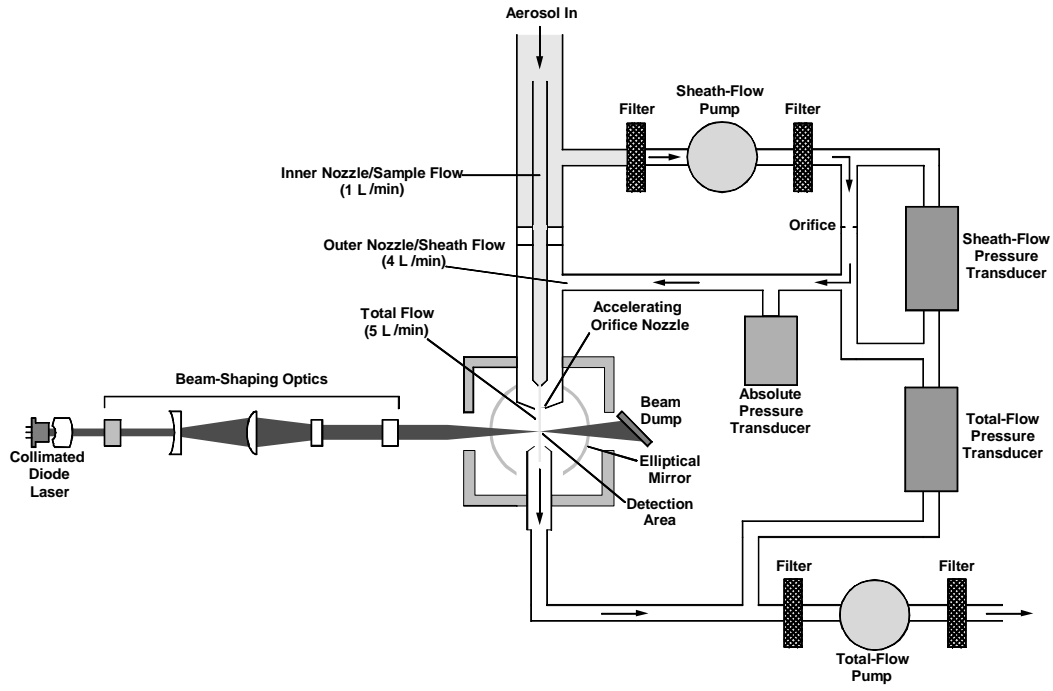 Aerosol In
Filter
Sheath-Flow
Pump
Filter
Inner Nozzle/Sample Flow
(1 L /min)
Outer Nozzle/Sheath Flow
(4 L /min)
Orifice
Sheath-Flow
Pressure
Transducer
Total Flow
(5 L /min)
Accelerating
Orifice Nozzle
Beam-Shaping Optics
Beam
Dump
Absolute
Pressure
Transducer
Total-Flow
Pressure
Transducer
Collimated
Diode
Laser
Elliptical
Mirror
Detection
Area
Filter
Filter
Total-Flow
Pump